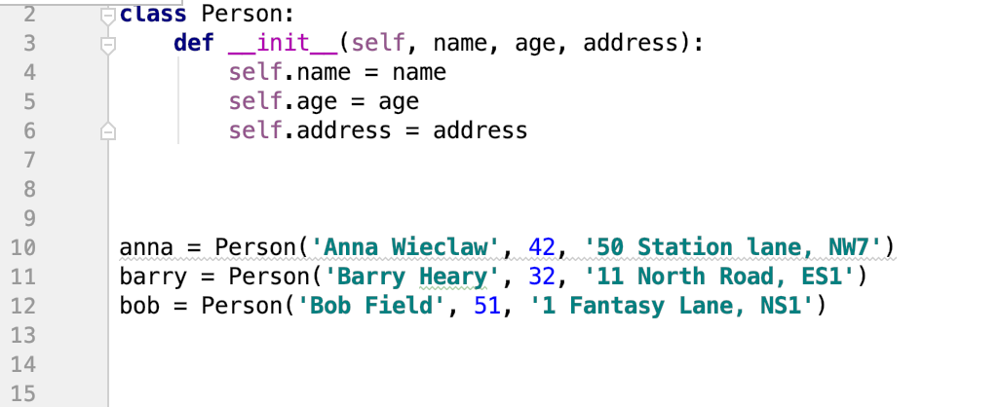 2 class Person:
3     def __init__(self, name, age, address):
4         self.name = name
5         self.age = age
6         self.address = address
7
8
9
10 anna = Person('Anna Wieclaw', 42, '50 Station lane, NW7')
11 barry = Person('Barry Heary', 32, '11 North Road, ES1')
12 bob = Person('Bob Field', 51, '1 Fantasy Lane, NS1')
13
14
15